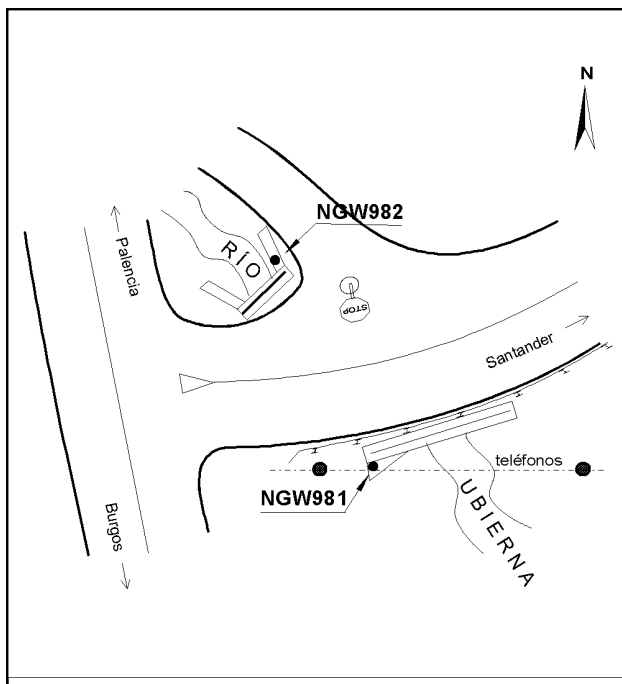 N
NGW982
RÍO
Palencia
STOP
Santander
teléfonos
NGW981
UBIERNA
Burgos